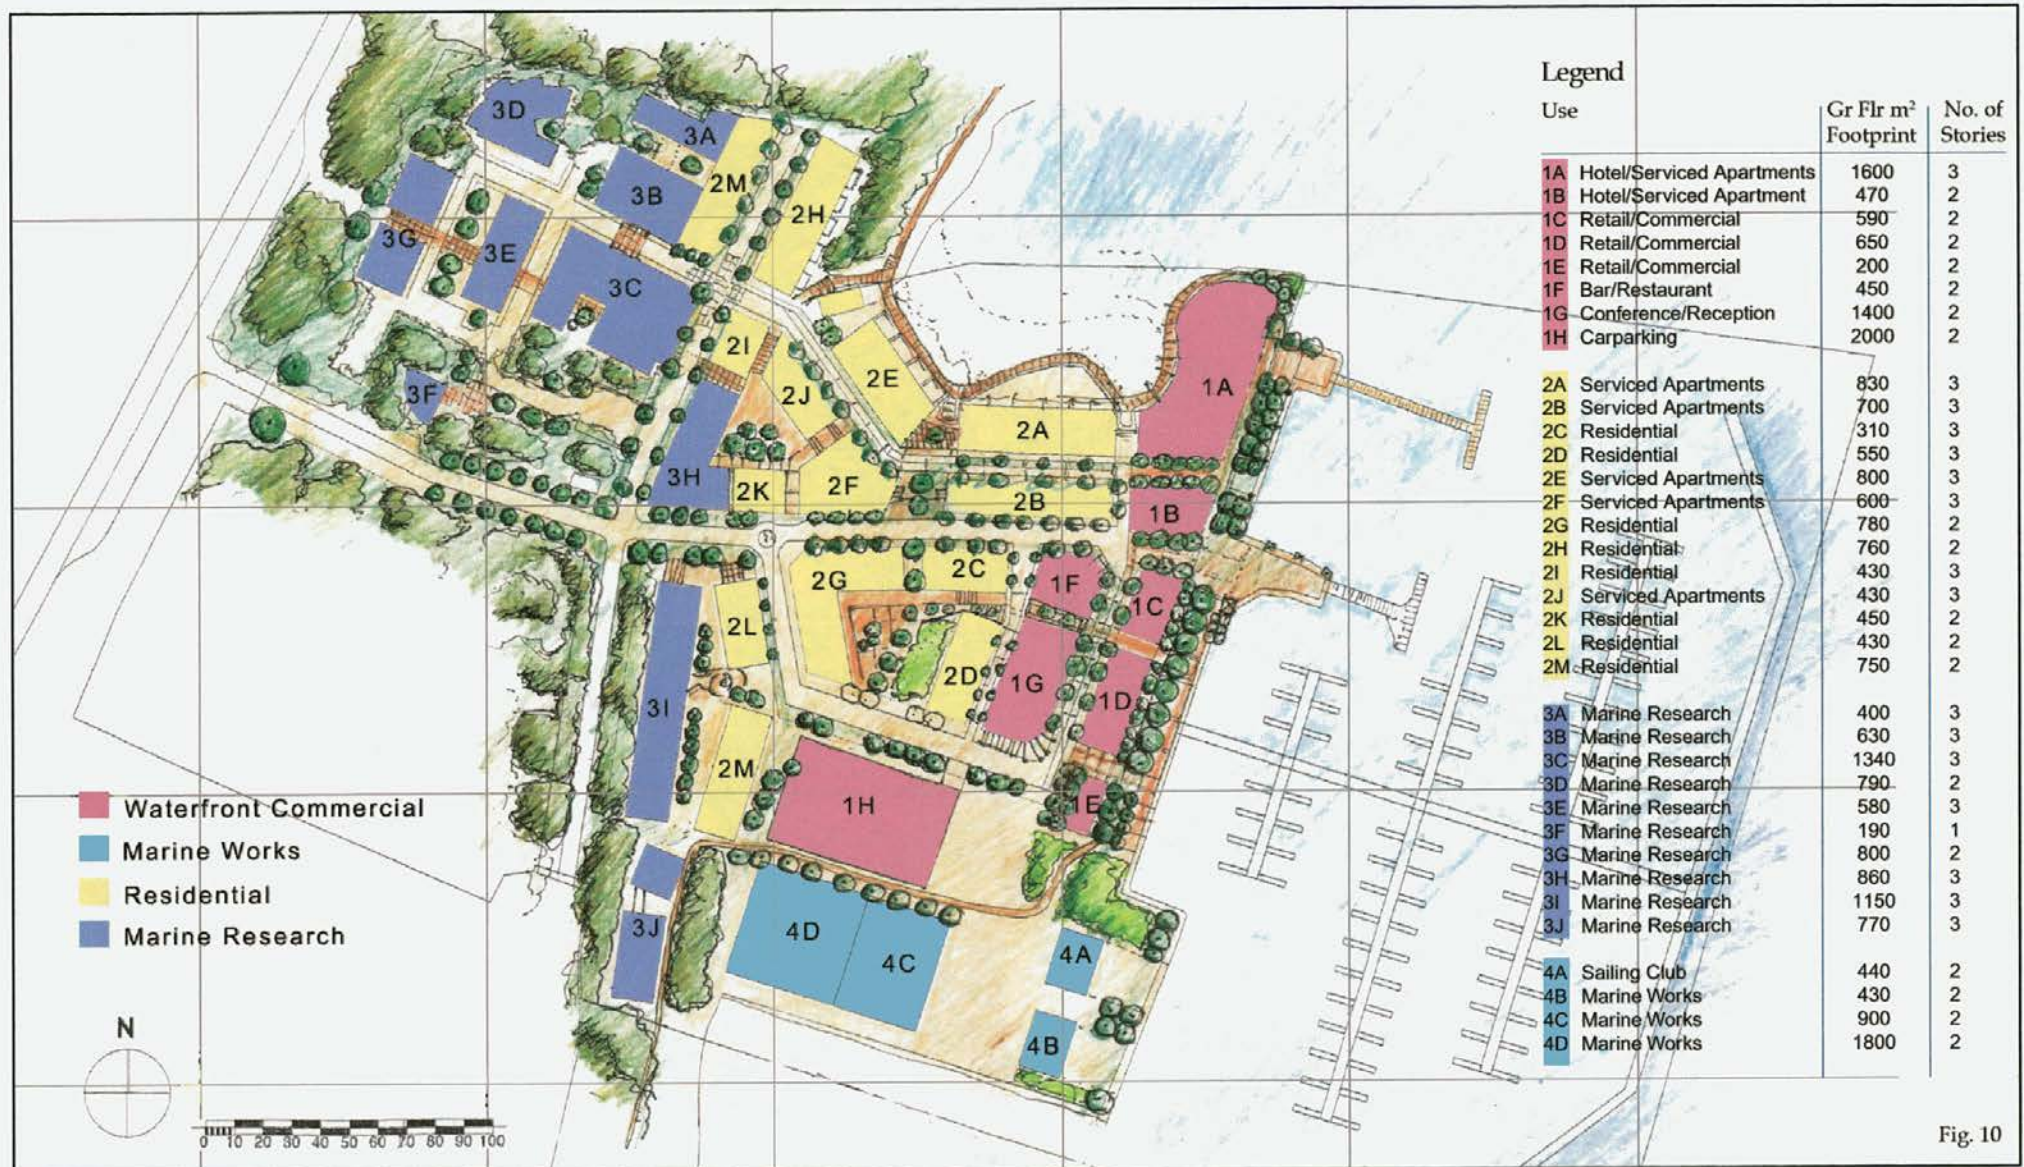 Legend
Use Gr Flr m² No. of
Footprint Stories
1A Hotel/Serviced Apartments 1600 3
1B Hotel/Serviced Apartment 470 2
1C Retail/Commercial 590 2
1D Retail/Commercial 650 2
1E Retail/Commercial 200 2
1F Bar/Restaurant 450 2
1G Conference/Reception 1400 2
1H Carparking 2000 2
2A Serviced Apartments 830 3
2B Serviced Apartments 700 3
2C Residential 310 3
2D Residential 550 3
2E Serviced Apartments 800 3
2F Serviced Apartments 600 3
2G Residential 780 2
2H Residential 760 2
2I Residential 430 3
2J Serviced Apartments 430 3
2K Residential 450 2
2L Residential 430 2
2M Residential 750 2
3A Marine Research 400 3
3B Marine Research 630 3
3C Marine Research 1340 3
3D Marine Research 790 2
3E Marine Research 580 3
3F Marine Research 190 1
3G Marine Research 800 2
3H Marine Research 860 3
3I Marine Research 1150 3
3J Marine Research 770 3
4A Sailing Club 440 2
4B Marine Works 430 2
4C Marine Works 900 2
4D Marine Works 1800 2
3D
3A
3B
2M
2H
3G
3E
3C
2I
2E
1A
3F
2J
2A
3H
2K
2F
2B
1B
2G
2C
1F
1C
2L
2D
1G
1D
3I
2M
1H
1E
3J
4D
4C
4A
4B
Waterfront Commercial
Marine Works
Residential
Marine Research
N
0 10 20 30 40 50 60 70 80 90 100
Fig. 10